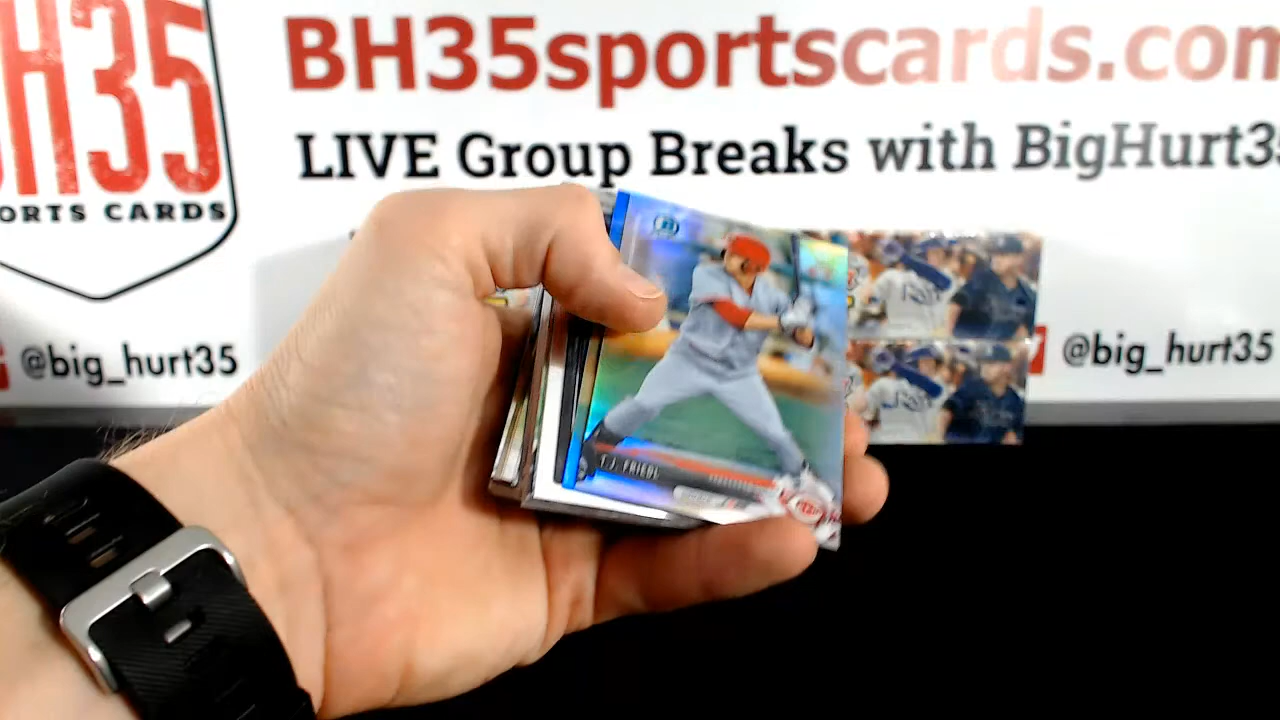 BH35sportscards.com
LIVE Group Breaks with BigHurt35
H35
ORTS CARDS
@big_hurt35
@big_hurt35
T.J. FRIEDL